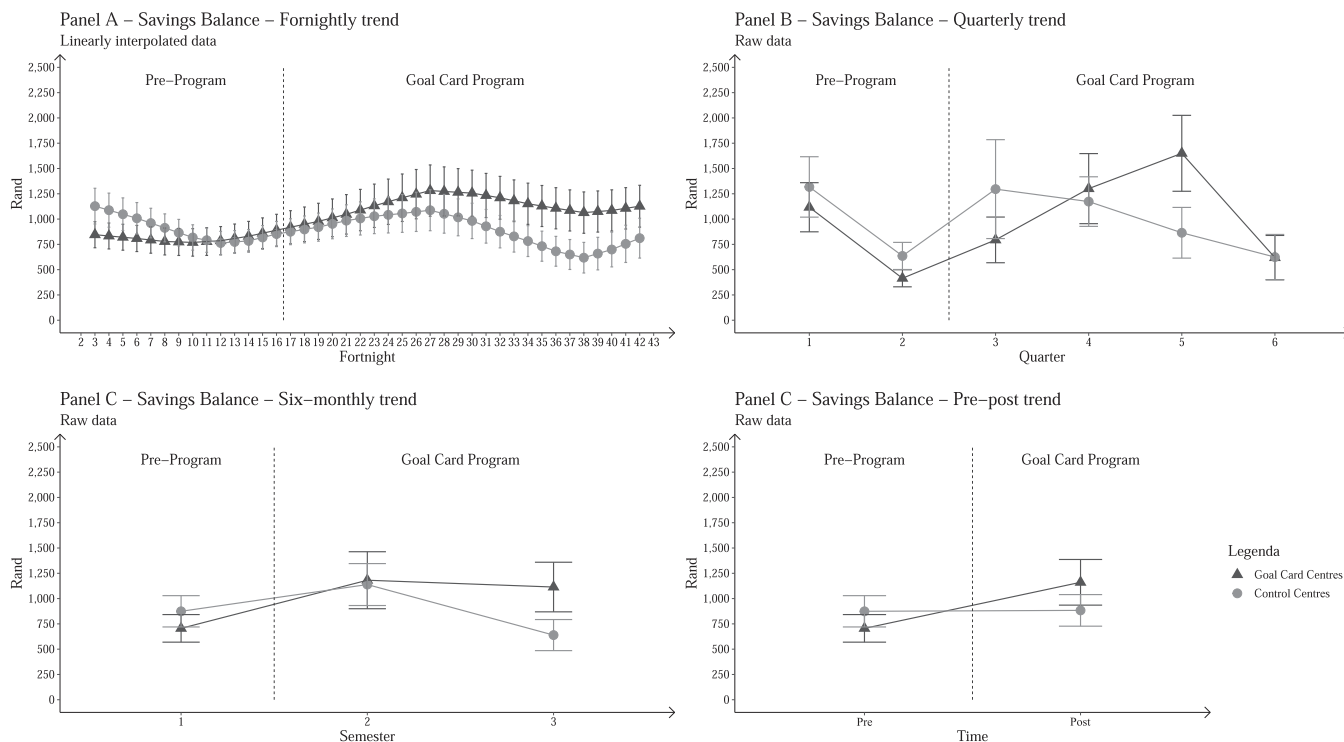 Panel A – Savings Balance – Fornightly trend
Linearly interpolated data
Pre–Program
Goal Card Program
2,500
2,250
2,000
1,750
1,500
1,250
1,000
750
500
250
0
Rand
2 3 4 5 6 7 8 9 10 11 12 13 14 15 16 17 18 19 20 21 22 23 24 25 26 27 28 29 30 31 32 33 34 35 36 37 38 39 40 41 42 43
Fortnight
Panel B – Savings Balance – Quarterly trend
Raw data
Pre–Program
Goal Card Program
2,500
2,250
2,000
1,750
1,500
1,250
1,000
750
500
250
0
Rand
1 2 3 4 5 6
Quarter
Panel C – Savings Balance – Six–monthly trend
Raw data
Pre–Program
Goal Card Program
2,500
2,250
2,000
1,750
1,500
1,250
1,000
750
500
250
0
Rand
1 2 3
Semester
Panel C – Savings Balance – Pre–post trend
Raw data
Pre–Program
Goal Card Program
2,500
2,250
2,000
1,750
1,500
1,250
1,000
750
500
250
0
Rand
Pre Post
Time
Legenda
Goal Card Centres
Control Centres